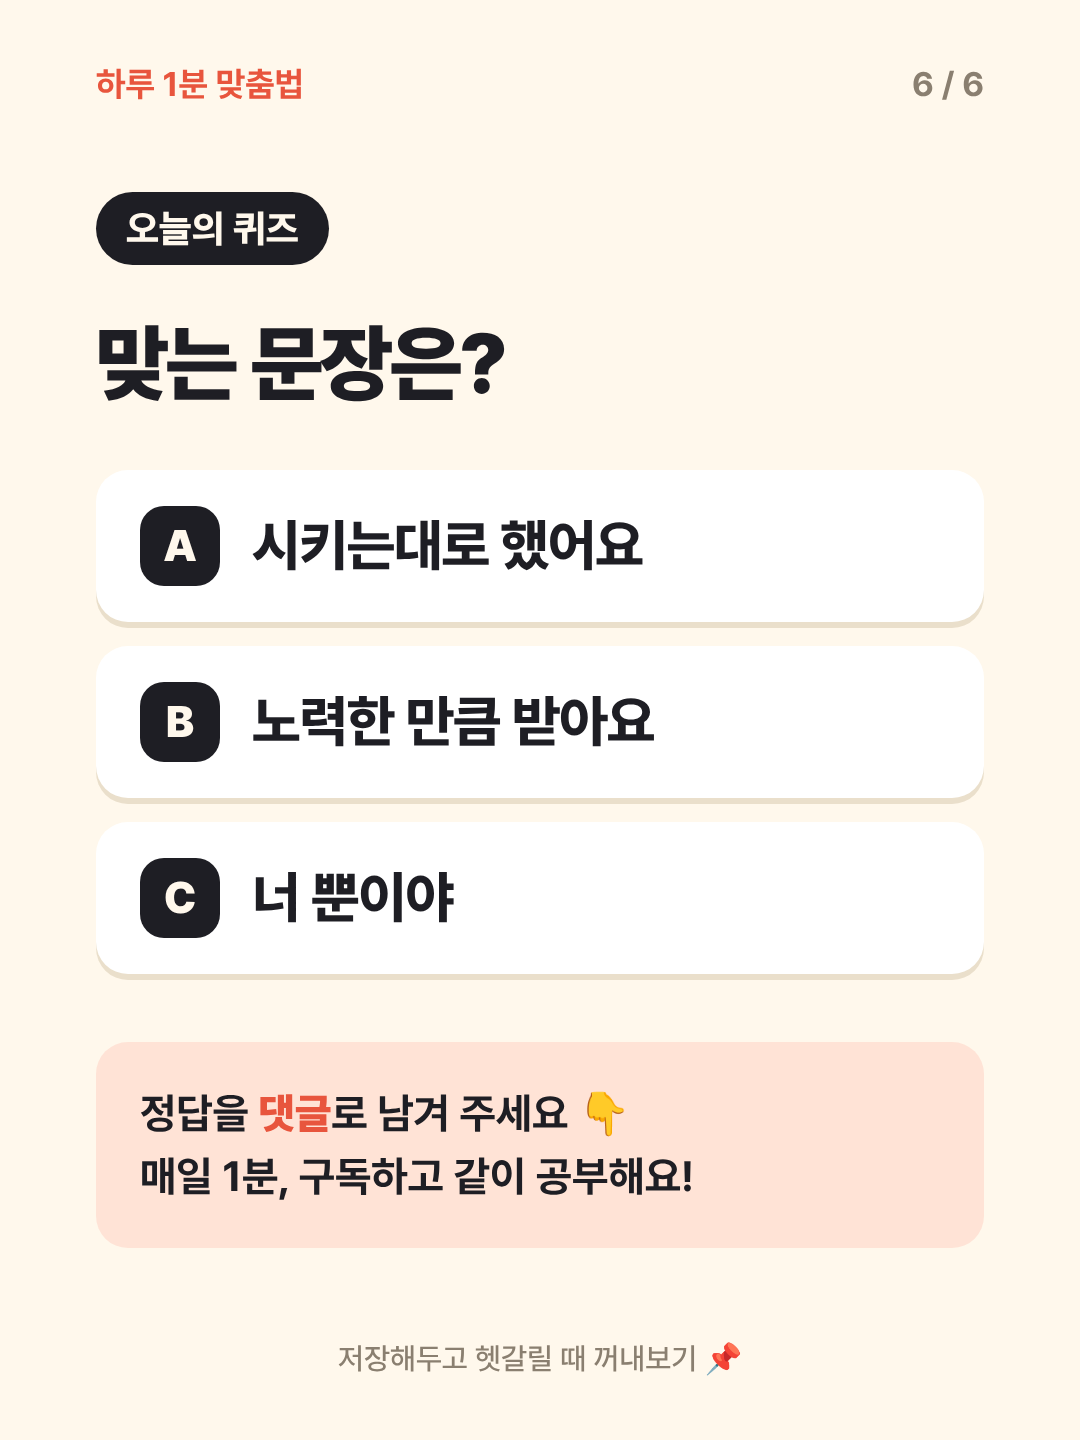 하루 1분 맞춤법
6 / 6
오늘의 퀴즈
맞는 문장은?
A 시키는대로 했어요
B 노력한 만큼 받아요
C 너 뿐이야
정답을 댓글로 남겨 주세요 👇
매일 1분, 구독하고 같이 공부해요!
저장해두고 헷갈릴 때 꺼내보기 📌